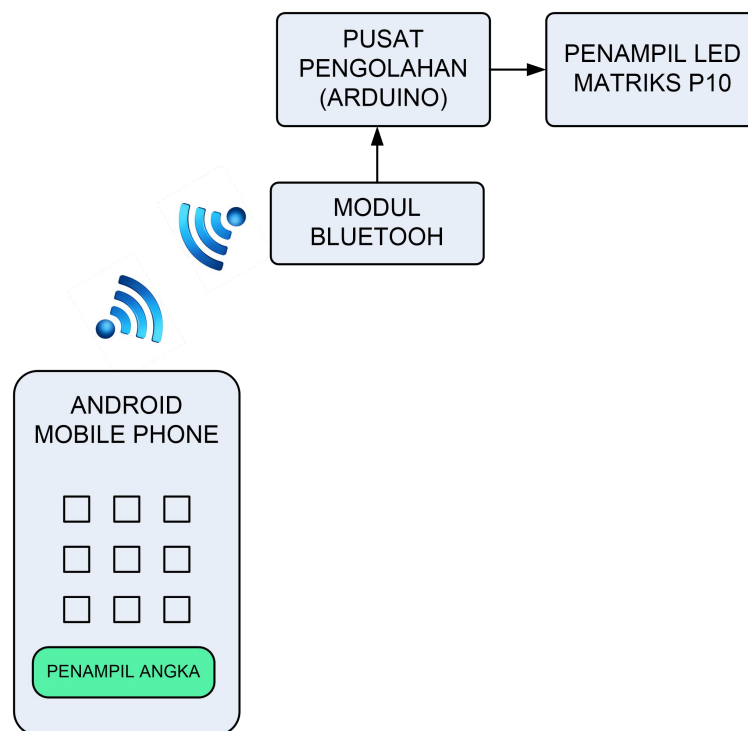 PUSAT
PENGOLAHAN
(ARDUINO)
PENAMPIL LED
MATRIKS P10
MODUL
BLUETOOH
ANDROID
MOBILE PHONE
PENAMPIL ANGKA